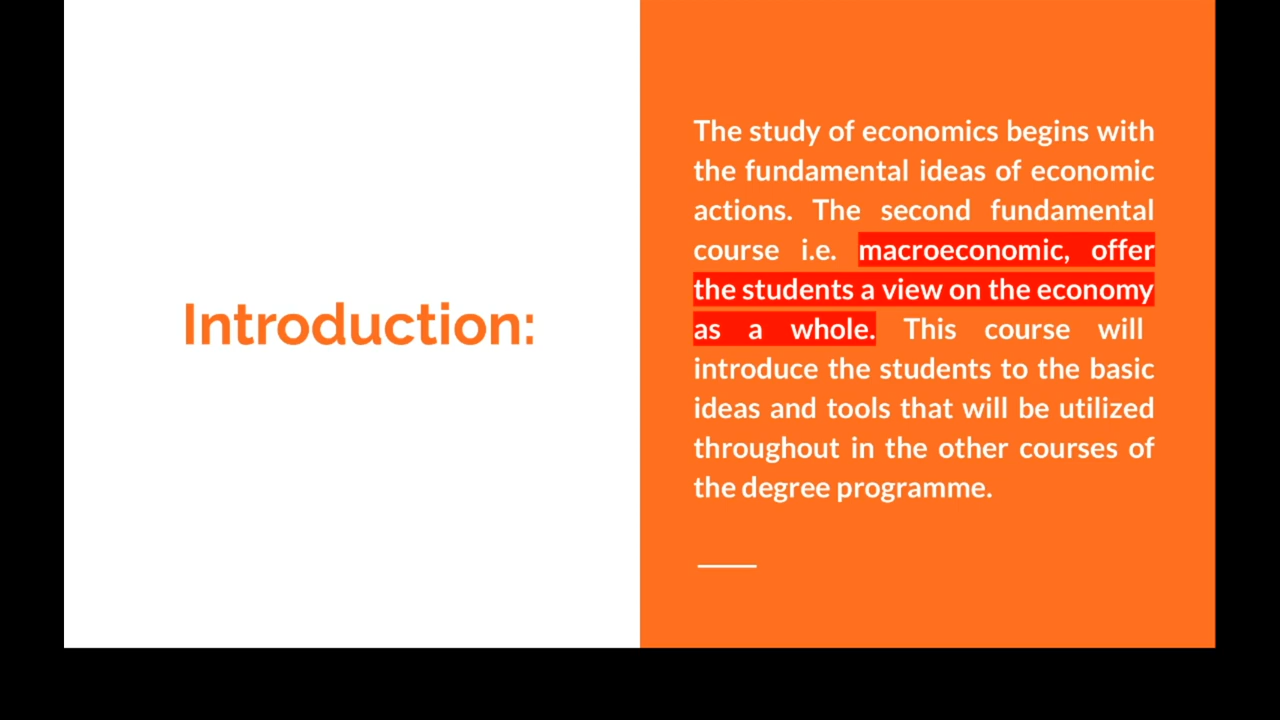 Introduction:
The study of economics begins with
the fundamental ideas of economic
actions. The second fundamental
course i.e. macroeconomic, offer
the students a view on the economy
as a whole. This course will
introduce the students to the basic
ideas and tools that will be utilized
throughout in the other courses of
the degree programme.